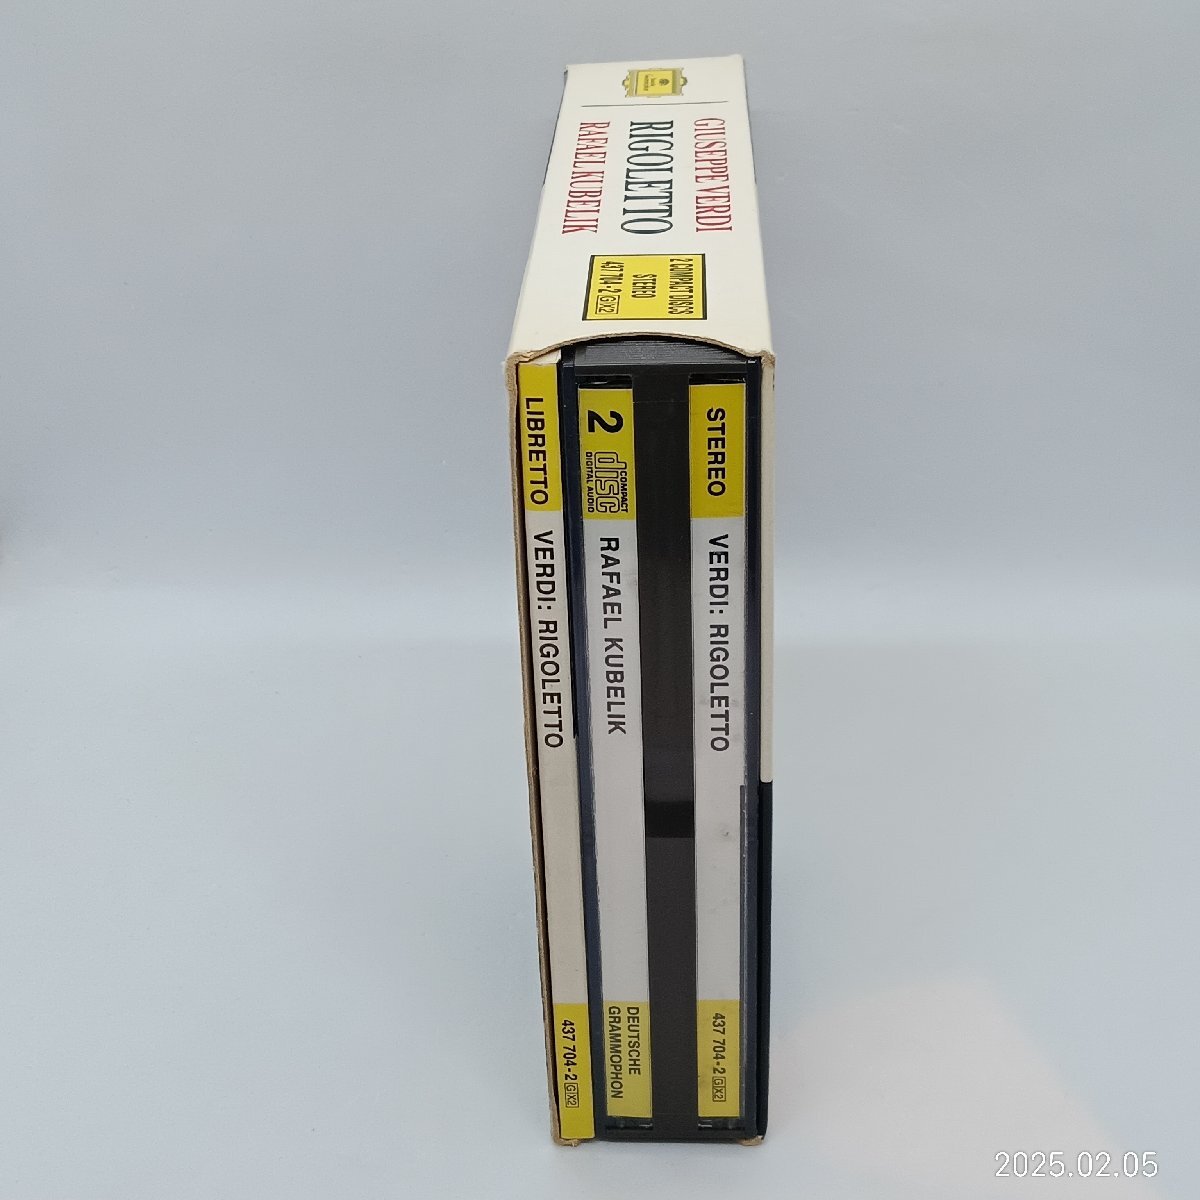 GIUSEPPE VERDI
RIGOLETTO
RAFAEL KUBELIK
2 COMPACT DISCS
STEREO
437 704-2 GX2
LIBRETTO VERDI: RIGOLETTO 437 704-2 GX2
2 COMPACT disc DIGITAL AUDIO RAFAEL KUBELIK DEUTSCHE
GRAMMOPHON
STEREO VERDI: RIGOLETTO 437 704-2 GX2
2025.02.05